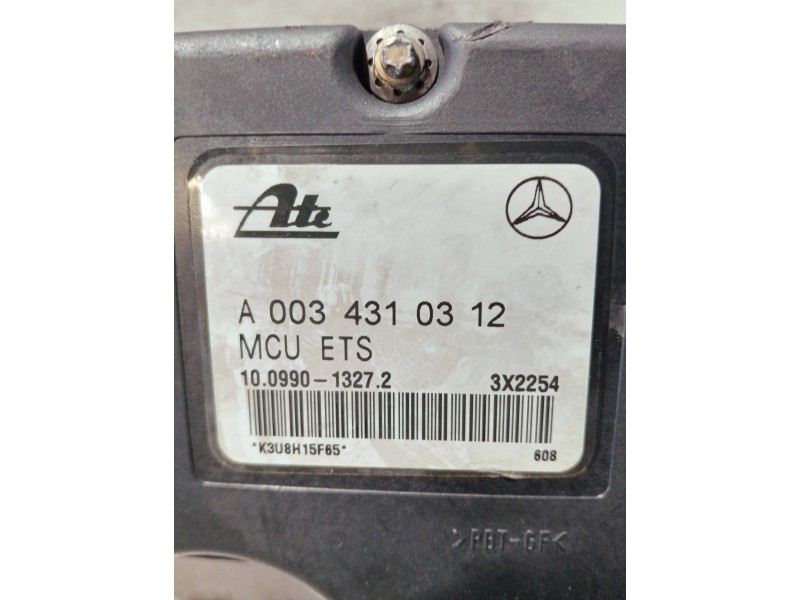 Ate
A 003 431 03 12
MCU ETS
10.0990-1327.2 3X2254
*K3U8H15F65* 608
>PBT-GF<